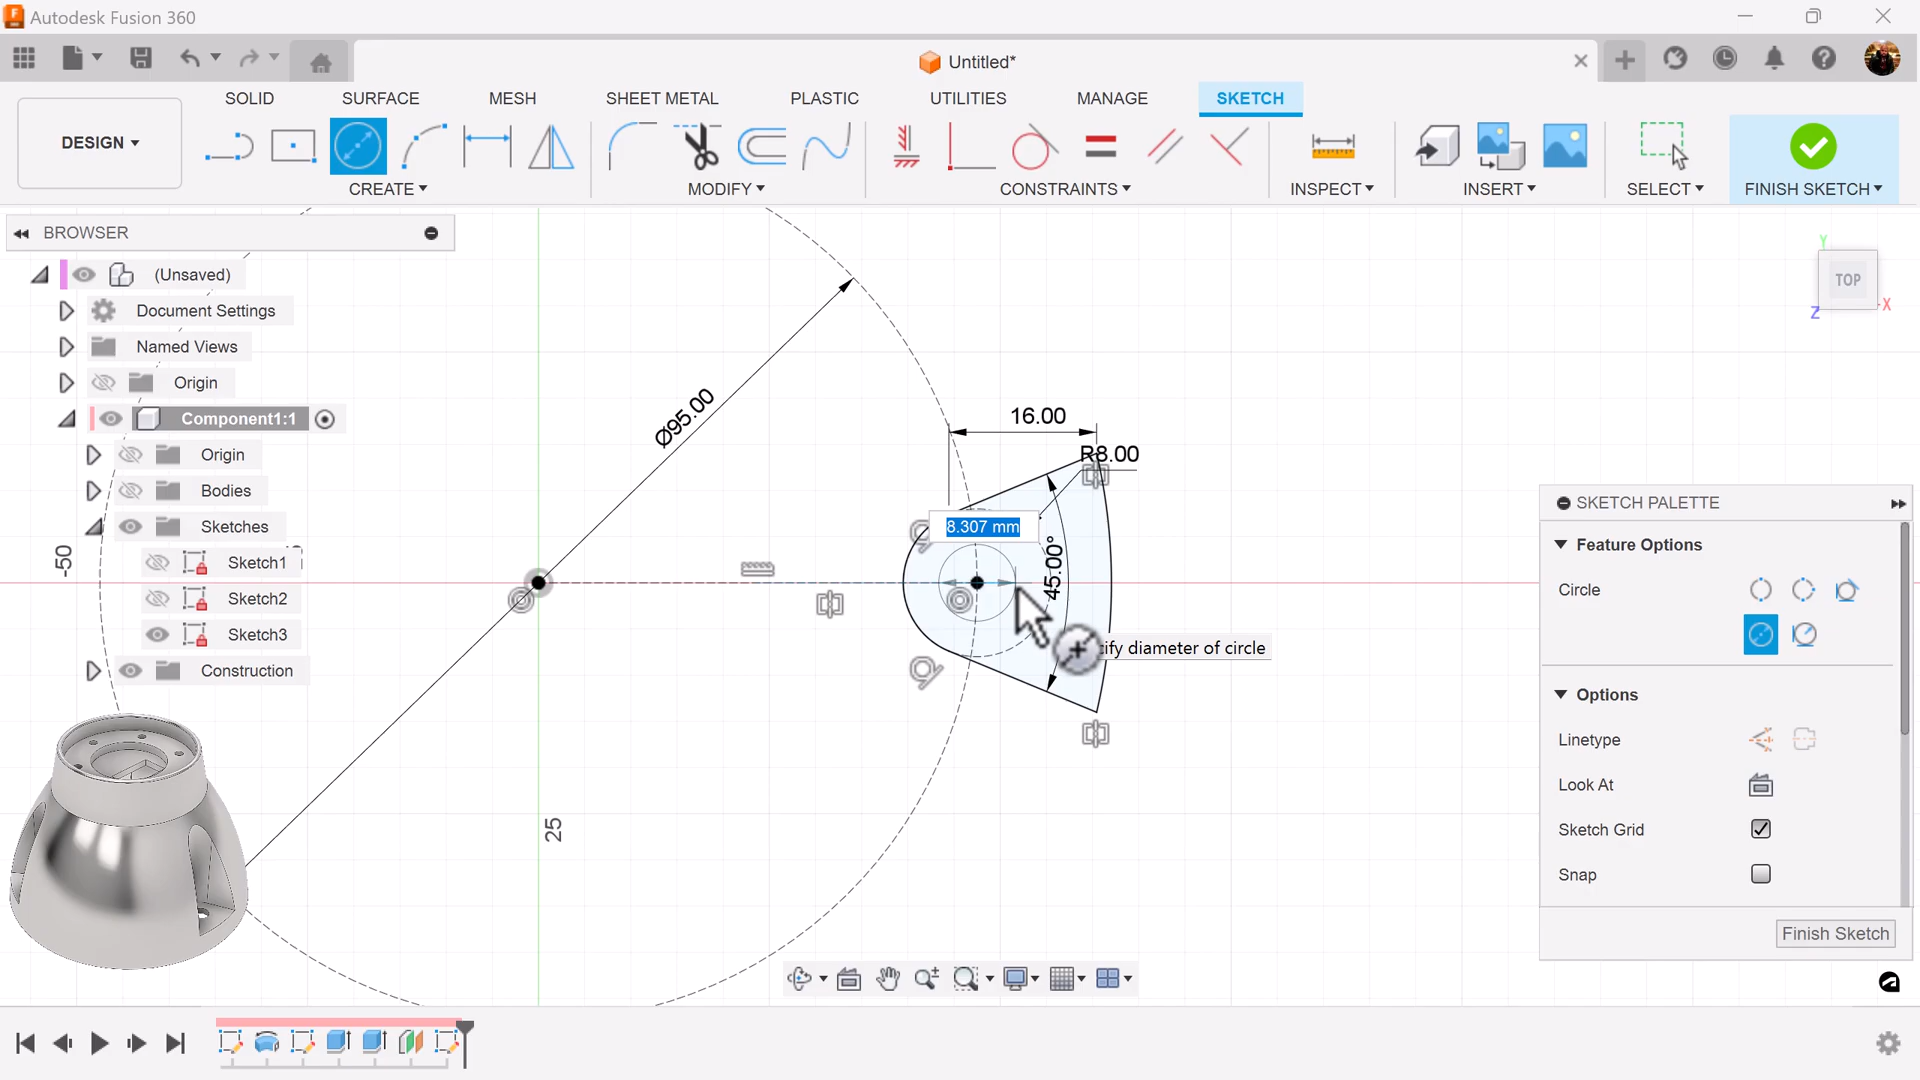 Autodesk Fusion 360
Untitled*
DESIGN
SOLID
SURFACE
MESH
SHEET METAL
PLASTIC
UTILITIES
MANAGE
SKETCH
CREATE
MODIFY
CONSTRAINTS
INSPECT
INSERT
SELECT
FINISH SKETCH
BROWSER
(Unsaved)
Document Settings
Named Views
Origin
Component1:1
Origin
Bodies
Sketches
Sketch1
Sketch2
Sketch3
Construction
-50
25
Ø95.00
16.00
R8.00
45.00°
8.307 mm
ify diameter of circle
Y
TOP
Z
X
SKETCH PALETTE
Feature Options
Circle
Options
Linetype
Look At
Sketch Grid
Snap
Finish Sketch